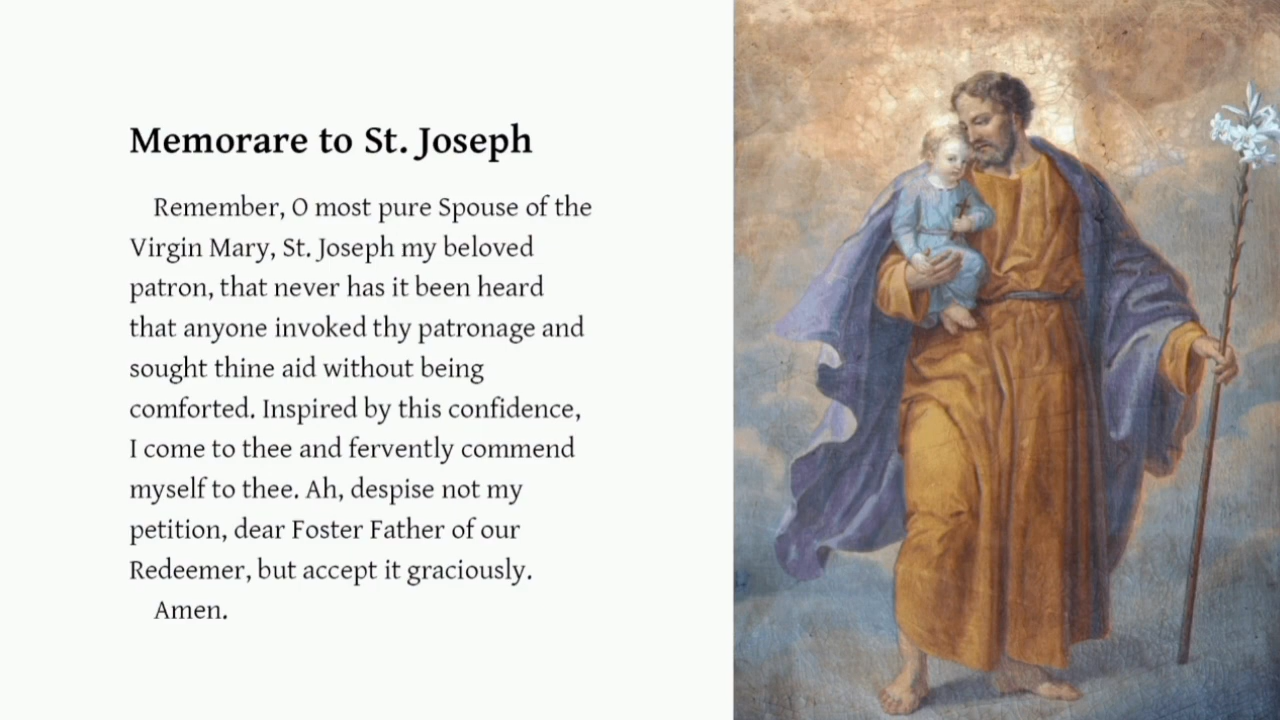 Memorare to St. Joseph
Remember, O most pure Spouse of the
Virgin Mary, St. Joseph my beloved
patron, that never has it been heard
that anyone invoked thy patronage and
sought thine aid without being
comforted. Inspired by this confidence,
I come to thee and fervently commend
myself to thee. Ah, despise not my
petition, dear Foster Father of our
Redeemer, but accept it graciously.
Amen.